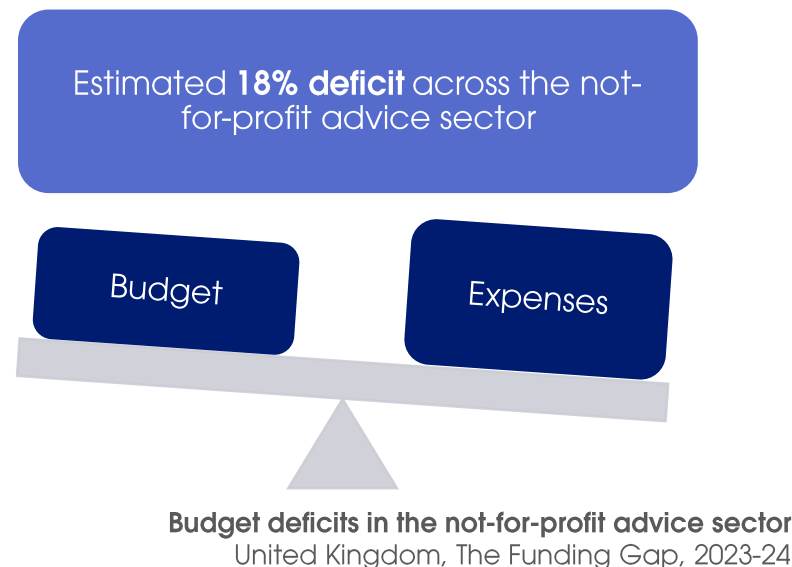 Estimated 18% deficit across the not-
for-profit advice sector
Budget
Expenses
Budget deficits in the not-for-profit advice sector
United Kingdom, The Funding Gap, 2023-24